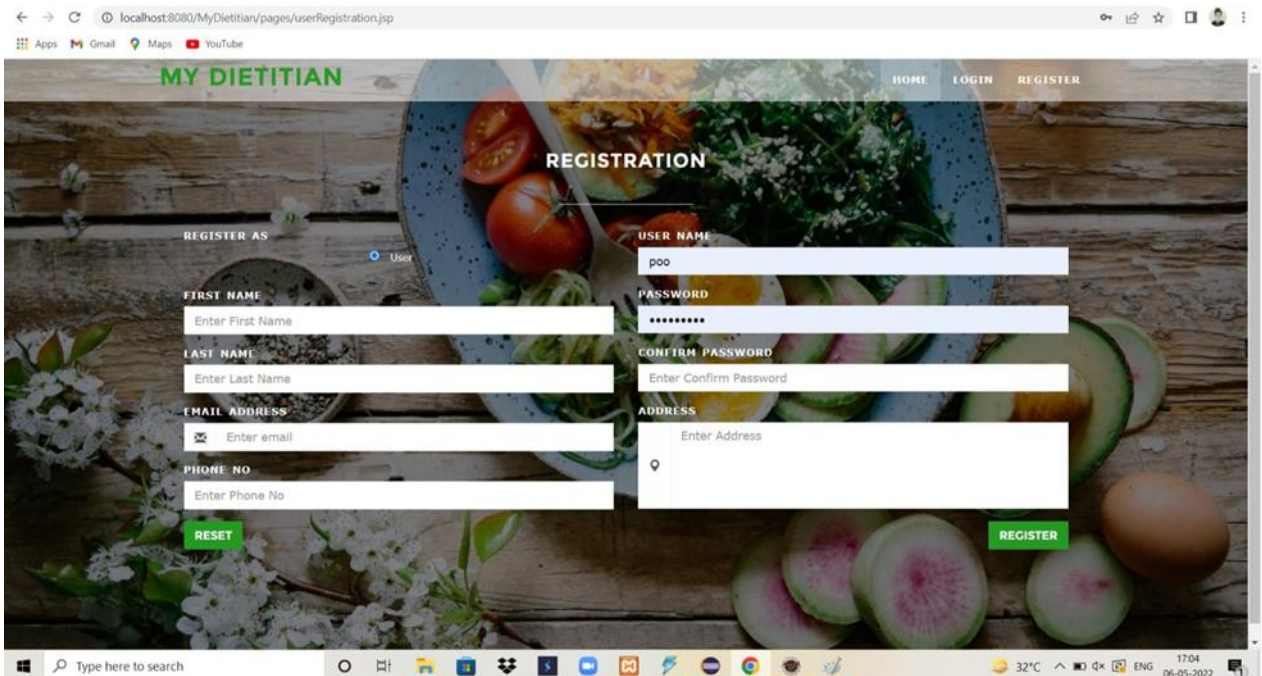 localhost:8080/MyDietitian/pages/userRegistration.jsp
Apps Gmail Maps YouTube
MY DIETITIAN
HOME LOGIN REGISTER
REGISTRATION
REGISTER AS
User
FIRST NAME
Enter First Name
LAST NAME
Enter Last Name
EMAIL ADDRESS
Enter email
PHONE NO
Enter Phone No
RESET
USER NAME
poo
PASSWORD
•••••••••
CONFIRM PASSWORD
Enter Confirm Password
ADDRESS
Enter Address
REGISTER
Type here to search
32°C
ENG
17:04
06-05-2022